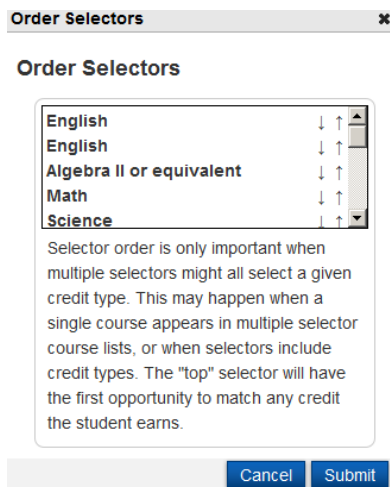 Order Selectors ✖
Order Selectors
English ↓ ↑
English ↓ ↑
Algebra II or equivalent ↓ ↑
Math ↓ ↑
Science ↓ ↑
Selector order is only important when
multiple selectors might all select a given
credit type. This may happen when a
single course appears in multiple selector
course lists, or when selectors include
credit types. The "top" selector will have
the first opportunity to match any credit
the student earns.
Cancel Submit